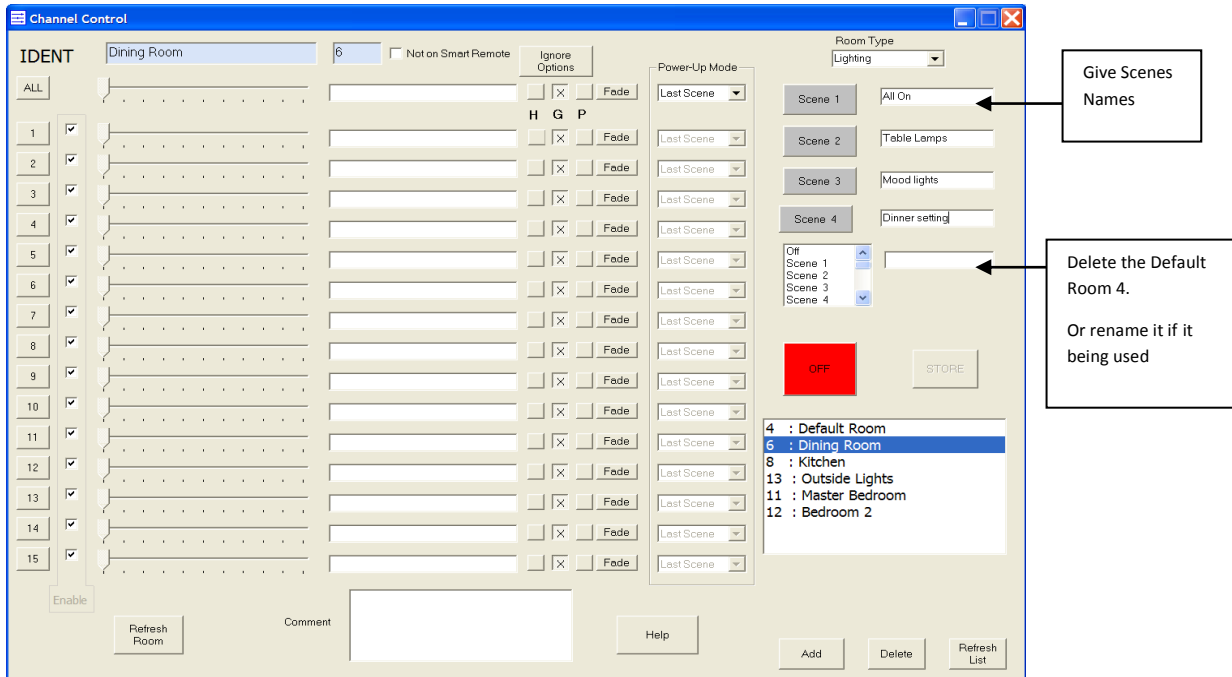 Channel Control
IDENT
Dining Room
6
Not on Smart Remote
Ignore
Options
Room Type
Lighting
Power-Up Mode
ALL
Fade
Last Scene
Scene 1
All On
H G P
1
Fade
Last Scene
Scene 2
Table Lamps
2
Fade
Last Scene
3
Fade
Last Scene
Scene 3
Mood lights
4
Fade
Last Scene
Scene 4
Dinner setting
5
Fade
Last Scene
Off
Scene 1
Scene 2
Scene 3
Scene 4
6
Fade
Last Scene
7
Fade
Last Scene
8
Fade
Last Scene
9
Fade
Last Scene
OFF
STORE
10
Fade
Last Scene
11
Fade
Last Scene
12
Fade
Last Scene
13
Fade
Last Scene
14
Fade
Last Scene
15
Fade
Last Scene
4 : Default Room
6 : Dining Room
8 : Kitchen
13 : Outside Lights
11 : Master Bedroom
12 : Bedroom 2
Enable
Refresh
Room
Comment
Help
Add
Delete
Refresh
List
Give Scenes
Names
Delete the Default
Room 4.
Or rename it if it
being used